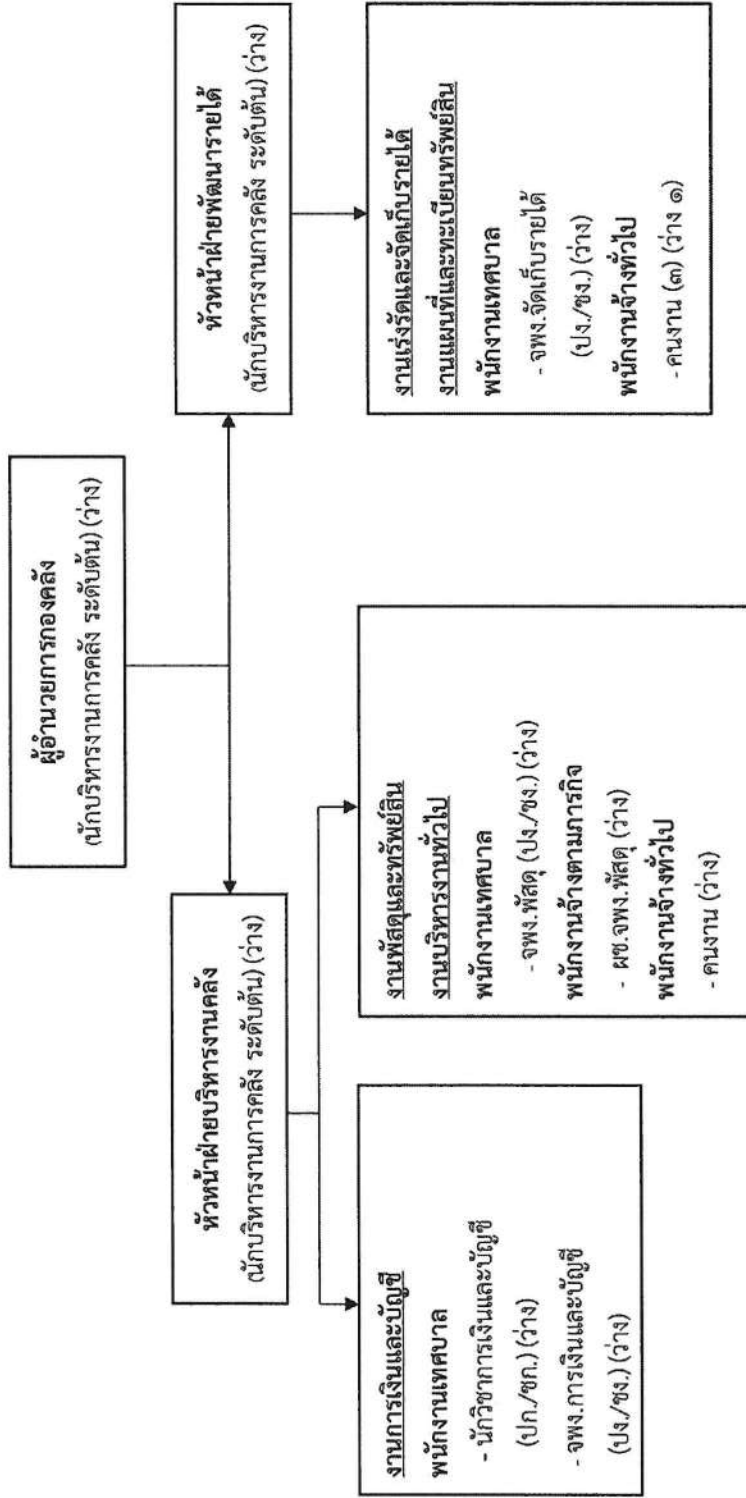 ผู้อำนวยการกองคลัง
(นักบริหารงานการคลัง ระดับต้น) (ว่าง)
หัวหน้าฝ่ายบริหารงานคลัง
(นักบริหารงานการคลัง ระดับต้น) (ว่าง)
หัวหน้าฝ่ายพัฒนารายได้
(นักบริหารงานการคลัง ระดับต้น) (ว่าง)
งานการเงินและบัญชี
พนักงานเทศบาล
- นักวิชาการเงินและบัญชี
(ปก./ชก.) (ว่าง)
- จพง.การเงินและบัญชี
(ปง./ชง.) (ว่าง)
งานพัสดุและทรัพย์สิน
งานบริหารงานทั่วไป
พนักงานเทศบาล
- จพง.พัสดุ (ปง./ชง.) (ว่าง)
พนักงานจ้างตามภารกิจ
- ผช.จพง.พัสดุ (ว่าง)
พนักงานจ้างทั่วไป
- คนงาน (ว่าง)
งานเร่งรัดและจัดเก็บรายได้
งานแผนที่และทะเบียนทรัพย์สิน
พนักงานเทศบาล
- จพง.จัดเก็บรายได้
(ปง./ชง.) (ว่าง)
พนักงานจ้างทั่วไป
- คนงาน (๓) (ว่าง ๑)